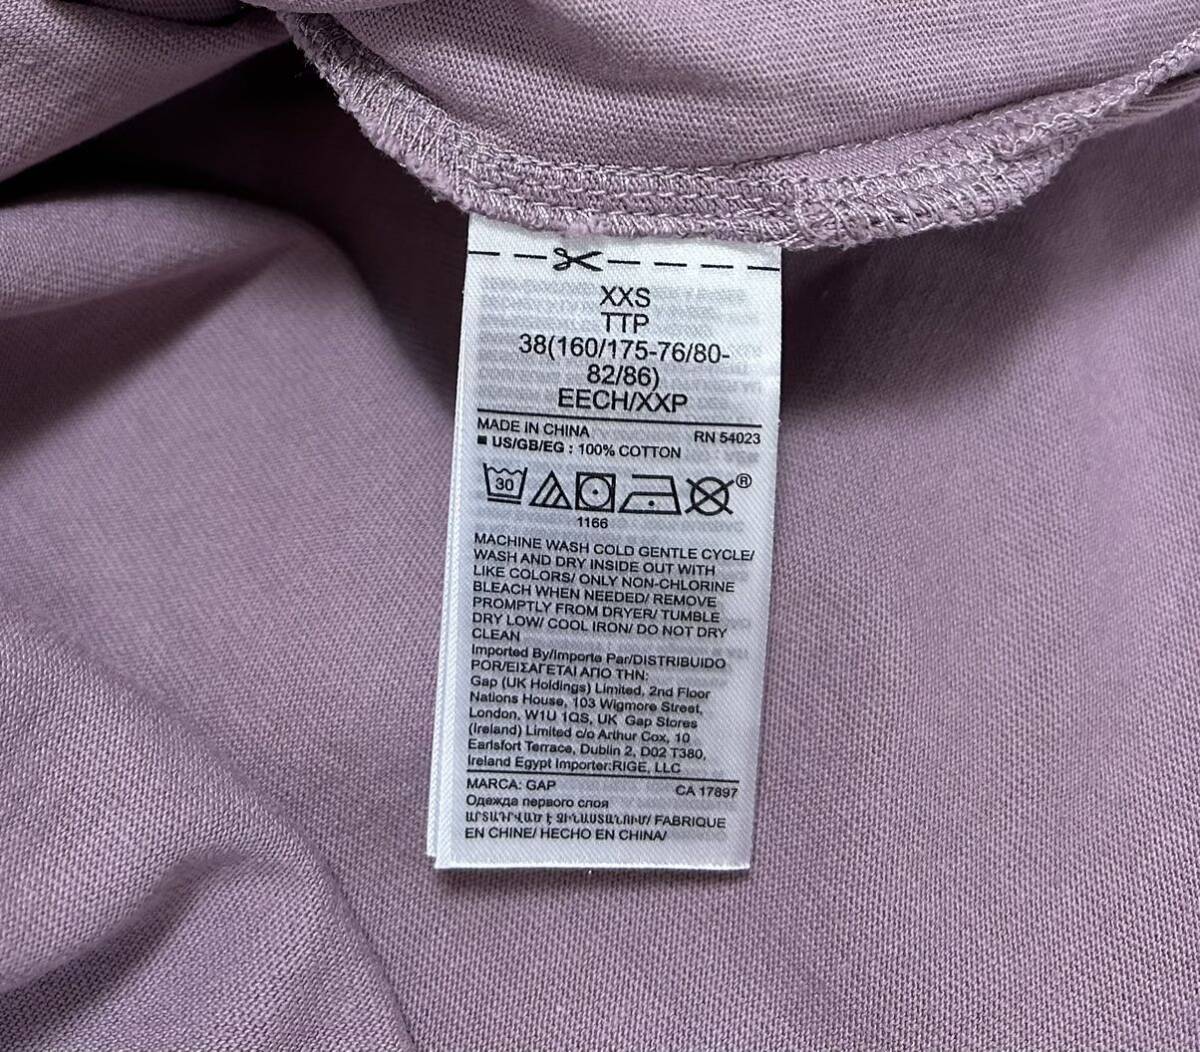 XXS
TTP
38(160/175-76/80-
82/86)
EECH/XXP
MADE IN CHINA RN 54023
■ US/GB/EG : 100% COTTON
30
®
1166
MACHINE WASH COLD GENTLE CYCLE/
WASH AND DRY INSIDE OUT WITH
LIKE COLORS/ ONLY NON-CHLORINE
BLEACH WHEN NEEDED/ REMOVE
PROMPTLY FROM DRYER/ TUMBLE
DRY LOW/ COOL IRON/ DO NOT DRY
CLEAN
Imported By/Importe Par/DISTRIBUIDO
POR/ΕΙΣΑΓΕΤΑΙ ΑΠΟ ΤΗΝ:
Gap (UK Holdings) Limited, 2nd Floor
Nations House, 103 Wigmore Street,
London, W1U 1QS, UK Gap Stores
(Ireland) Limited c/o Arthur Cox, 10
Earlsfort Terrace, Dublin 2, D02 T380,
Ireland Egypt Importer:RIGE, LLC
MARCA: GAP CA 17897
Одежда первого слоя
ԱՐՏԱԴՐՎԱԾ Է ՉԻՆԱՍՏԱՆՈՒՄ/ FABRIQUE
EN CHINE/ HECHO EN CHINA/